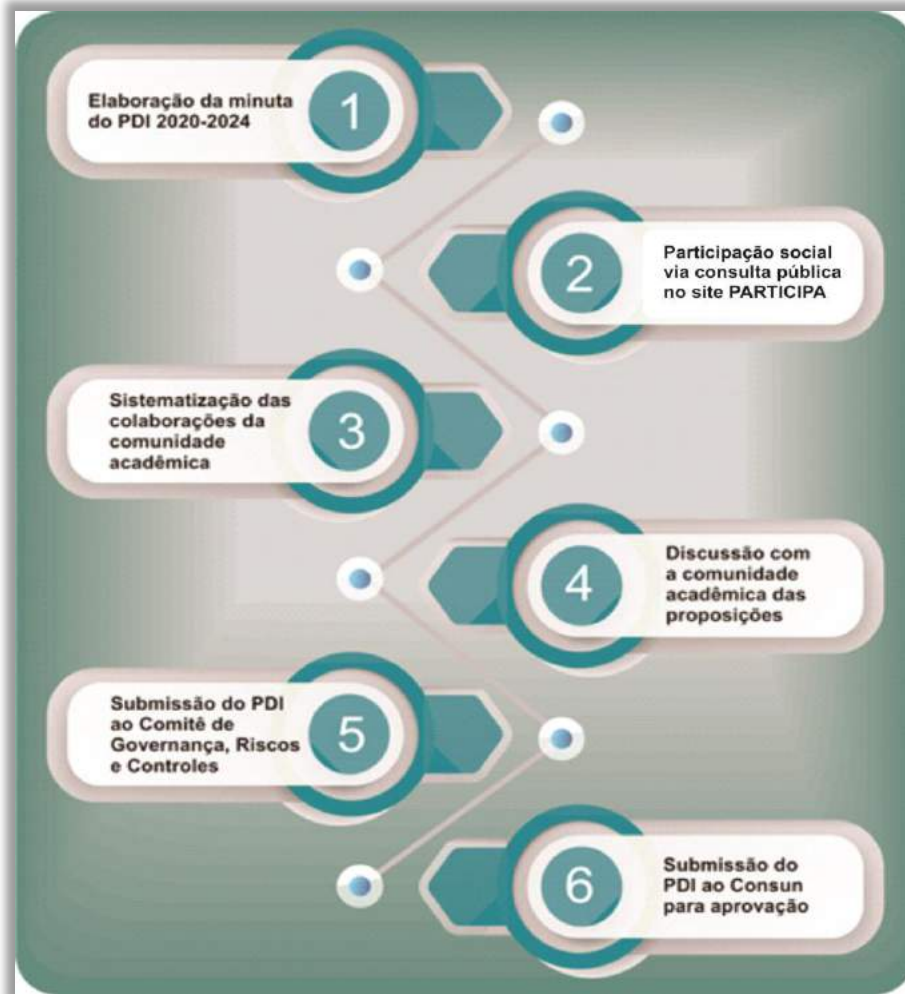 Elaboração da minuta
do PDI 2020-2024
1
2
Participação social
via consulta pública
no site PARTICIPA
Sistematização das
colaborações da
comunidade
acadêmica
3
4
Discussão com
a comunidade
acadêmica das
proposições
Submissão do PDI
ao Comitê de
Governança, Riscos
e Controles
5
6
Submissão do
PDI ao Consun
para aprovação